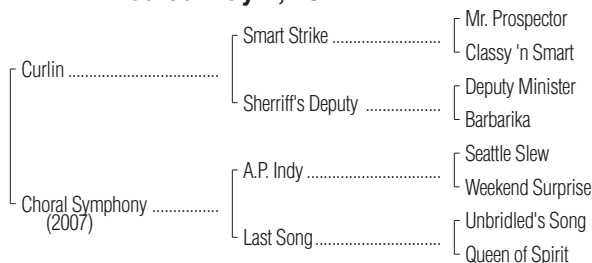 Mr. Prospector
Smart Strike ....................
Classy 'n Smart
Curlin ...........................................
Deputy Minister
Sherriff's Deputy ....................
Barbarika
Seattle Slew
A.P. Indy ..................................
Weekend Surprise
Choral Symphony ...................
(2007)
Unbridled's Song
Last Song................................
Queen of Spirit